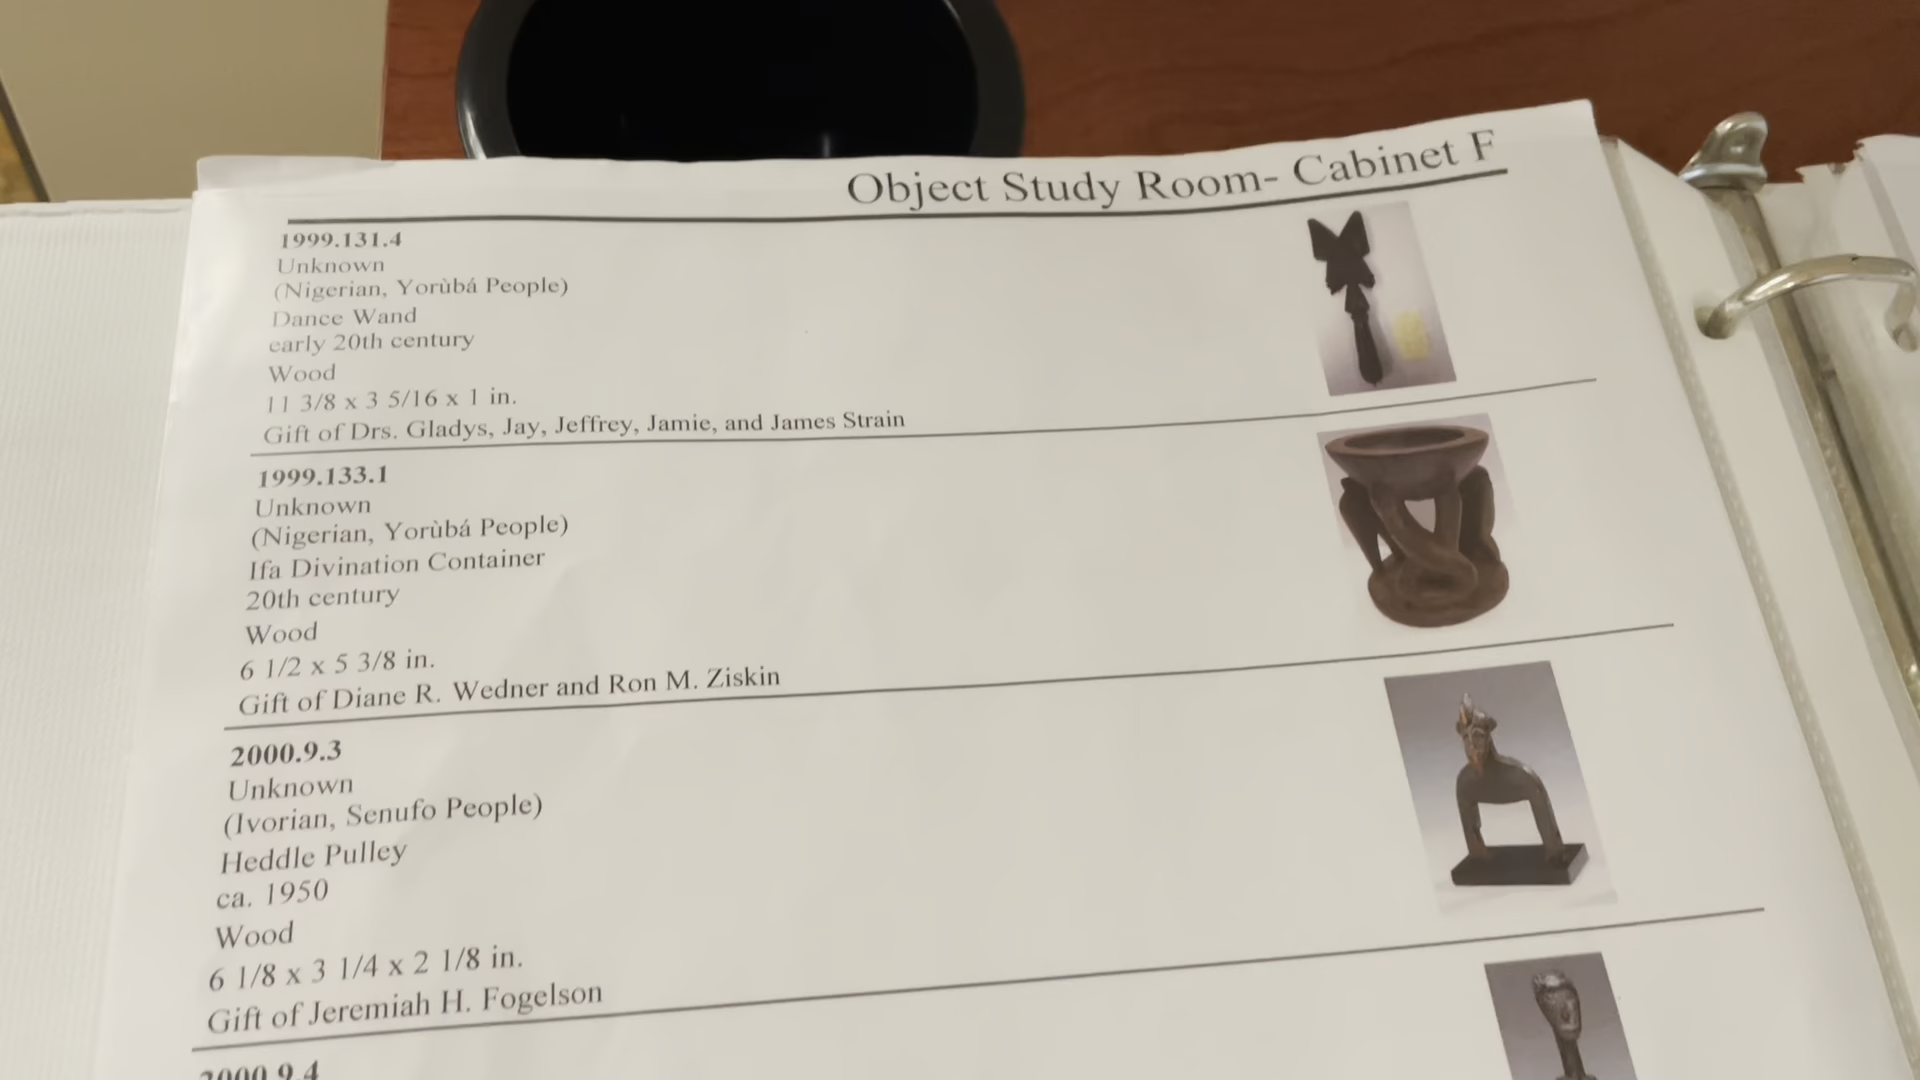 Object Study Room- Cabinet F
1999.131.4
Unknown
(Nigerian, Yorùbá People)
Dance Wand
early 20th century
Wood
11 3/8 x 3 5/16 x 1 in.
Gift of Drs. Gladys, Jay, Jeffrey, Jamie, and James Strain
1999.133.1
Unknown
(Nigerian, Yorùbá People)
Ifa Divination Container
20th century
Wood
6 1/2 x 5 3/8 in.
Gift of Diane R. Wedner and Ron M. Ziskin
2000.9.3
Unknown
(Ivorian, Senufo People)
Heddle Pulley
ca. 1950
Wood
6 1/8 x 3 1/4 x 2 1/8 in.
Gift of Jeremiah H. Fogelson
2000.9.4